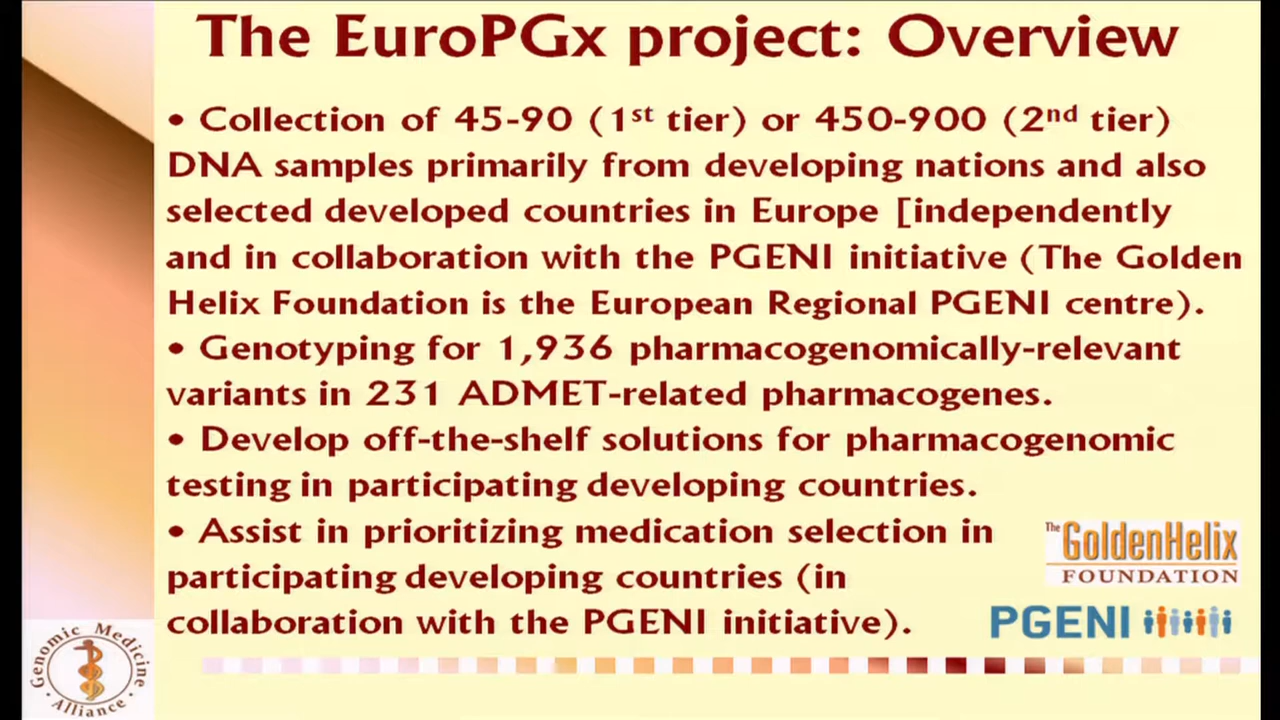 The EuroPGx project: Overview
• Collection of 45-90 (1st tier) or 450-900 (2nd tier)
DNA samples primarily from developing nations and also
selected developed countries in Europe [independently
and in collaboration with the PGENI initiative (The Golden
Helix Foundation is the European Regional PGENI centre).
• Genotyping for 1,936 pharmacogenomically-relevant
variants in 231 ADMET-related pharmacogenes.
• Develop off-the-shelf solutions for pharmacogenomic
testing in participating developing countries.
• Assist in prioritizing medication selection in
participating developing countries (in
collaboration with the PGENI initiative).
The GoldenHelix
FOUNDATION
PGENI
Genomic Medicine
• Alliance •